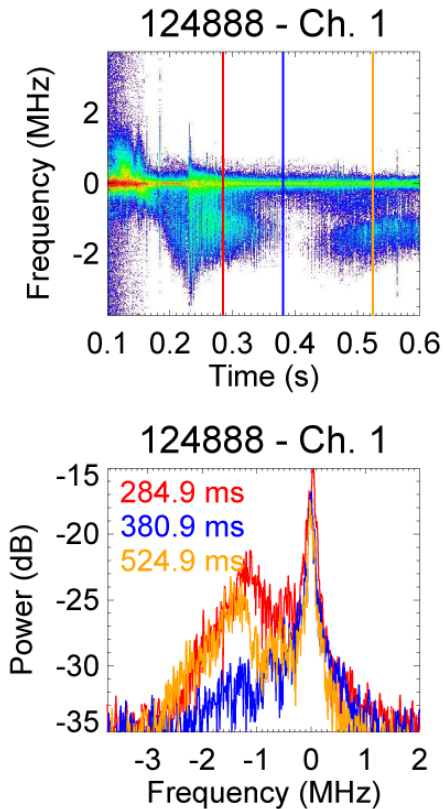 124888 - Ch. 1
Frequency (MHz)
2
0
-2
0.1 0.2 0.3 0.4 0.5 0.6
Time (s)
124888 - Ch. 1
Power (dB)
-15
-20
-25
-30
-35
284.9 ms
380.9 ms
524.9 ms
-3 -2 -1 0 1 2
Frequency (MHz)